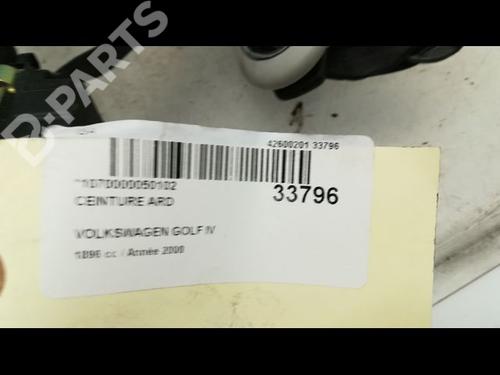 B-PARTS
42600201 33796
*1070000050102
33796
CEINTURE ARD
VOLKSWAGEN GOLF IV
1896 cc / Année 2000